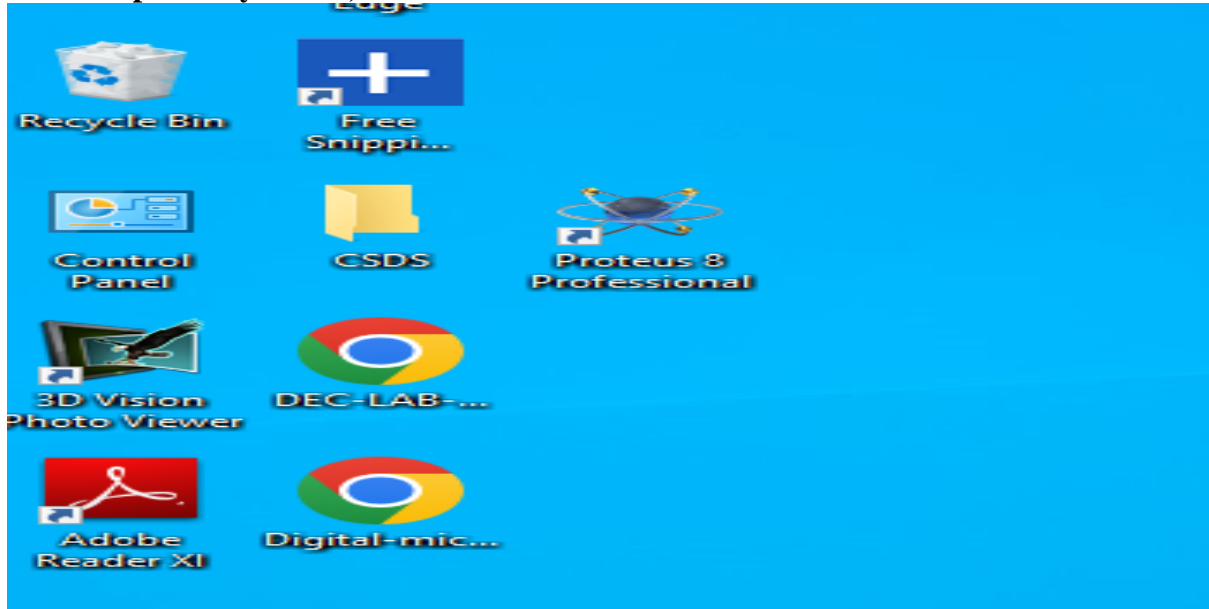 Edge
Recycle Bin
Free
Snippi...
Control
Panel
CSDS
Proteus 8
Professional
3D Vision
Photo Viewer
DEC-LAB-...
Adobe
Reader XI
Digital-mic...